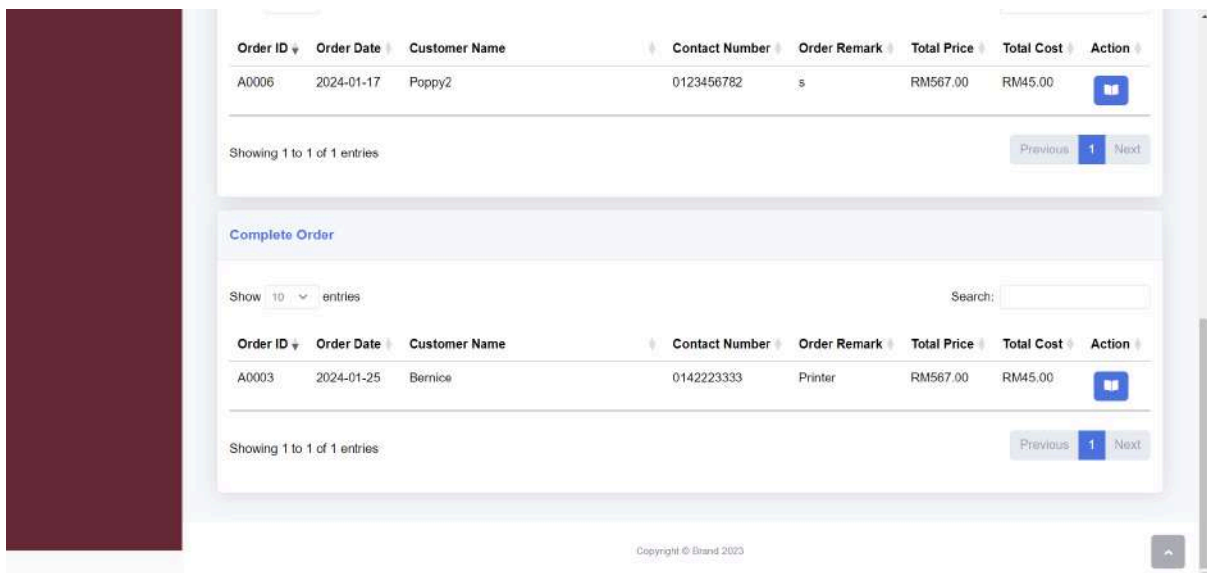 Order ID Order Date Customer Name Contact Number Order Remark Total Price Total Cost Action
A0006 2024-01-17 Poppy2 0123456782 s RM567.00 RM45.00
Showing 1 to 1 of 1 entries Previous 1 Next
Complete Order
Show 10 entries Search:
Order ID Order Date Customer Name Contact Number Order Remark Total Price Total Cost Action
A0003 2024-01-25 Bernice 0142223333 Printer RM567.00 RM45.00
Showing 1 to 1 of 1 entries Previous 1 Next
Copyright © Brand 2023